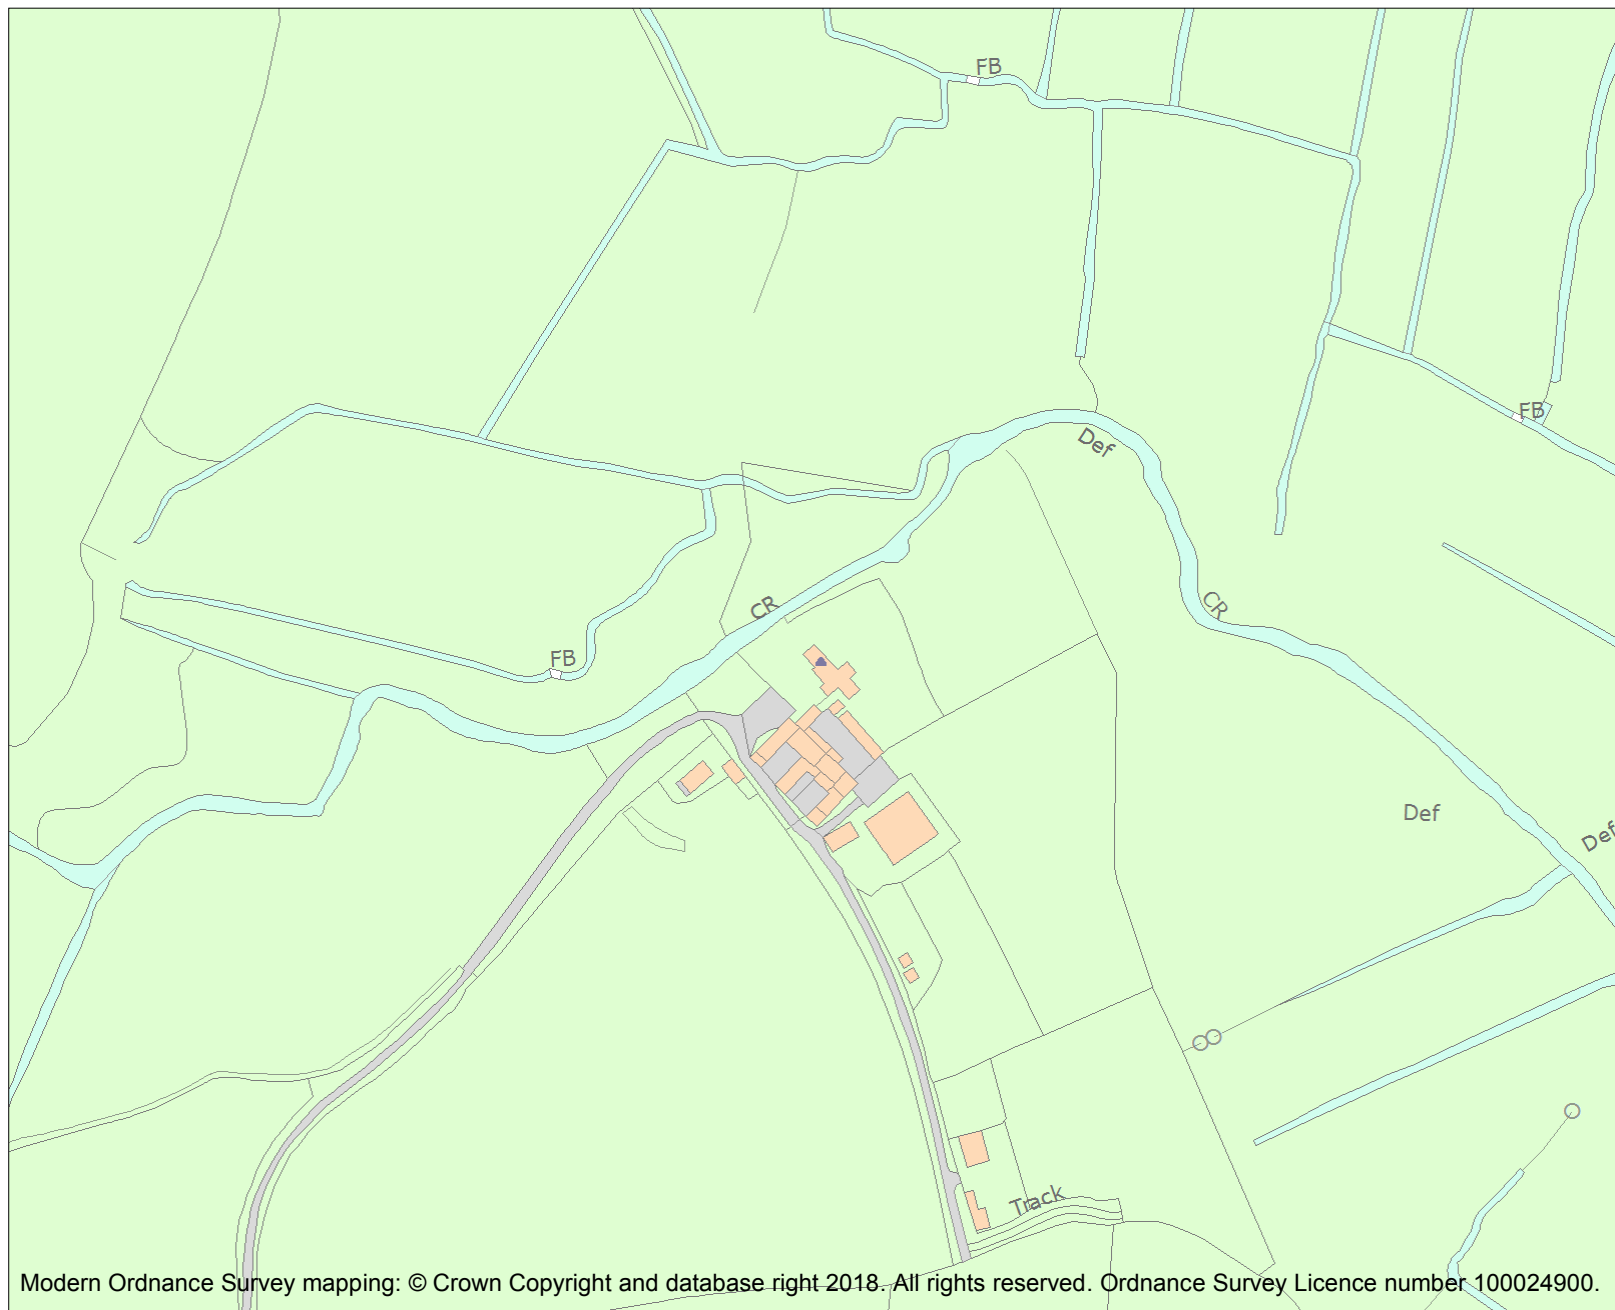 FB
FB
Def
CR
CR
FB
Def
Def
Track
Modern Ordnance Survey mapping: © Crown Copyright and database right 2018. All rights reserved. Ordnance Survey Licence number 100024900.